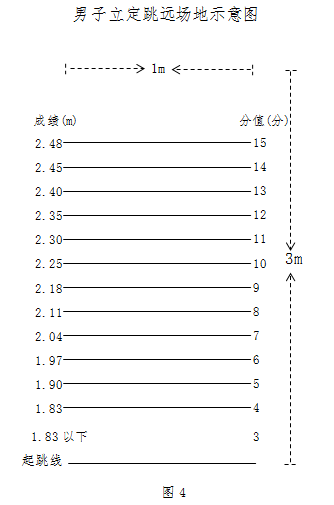 男子立定跳远场地示意图
1m
成绩(m) 分值(分)
2.48 15
2.45 14
2.40 13
2.35 12
2.30 11
2.25 10
3m
2.18 9
2.11 8
2.04 7
1.97 6
1.90 5
1.83 4
1.83以下 3
起跳线
图 4